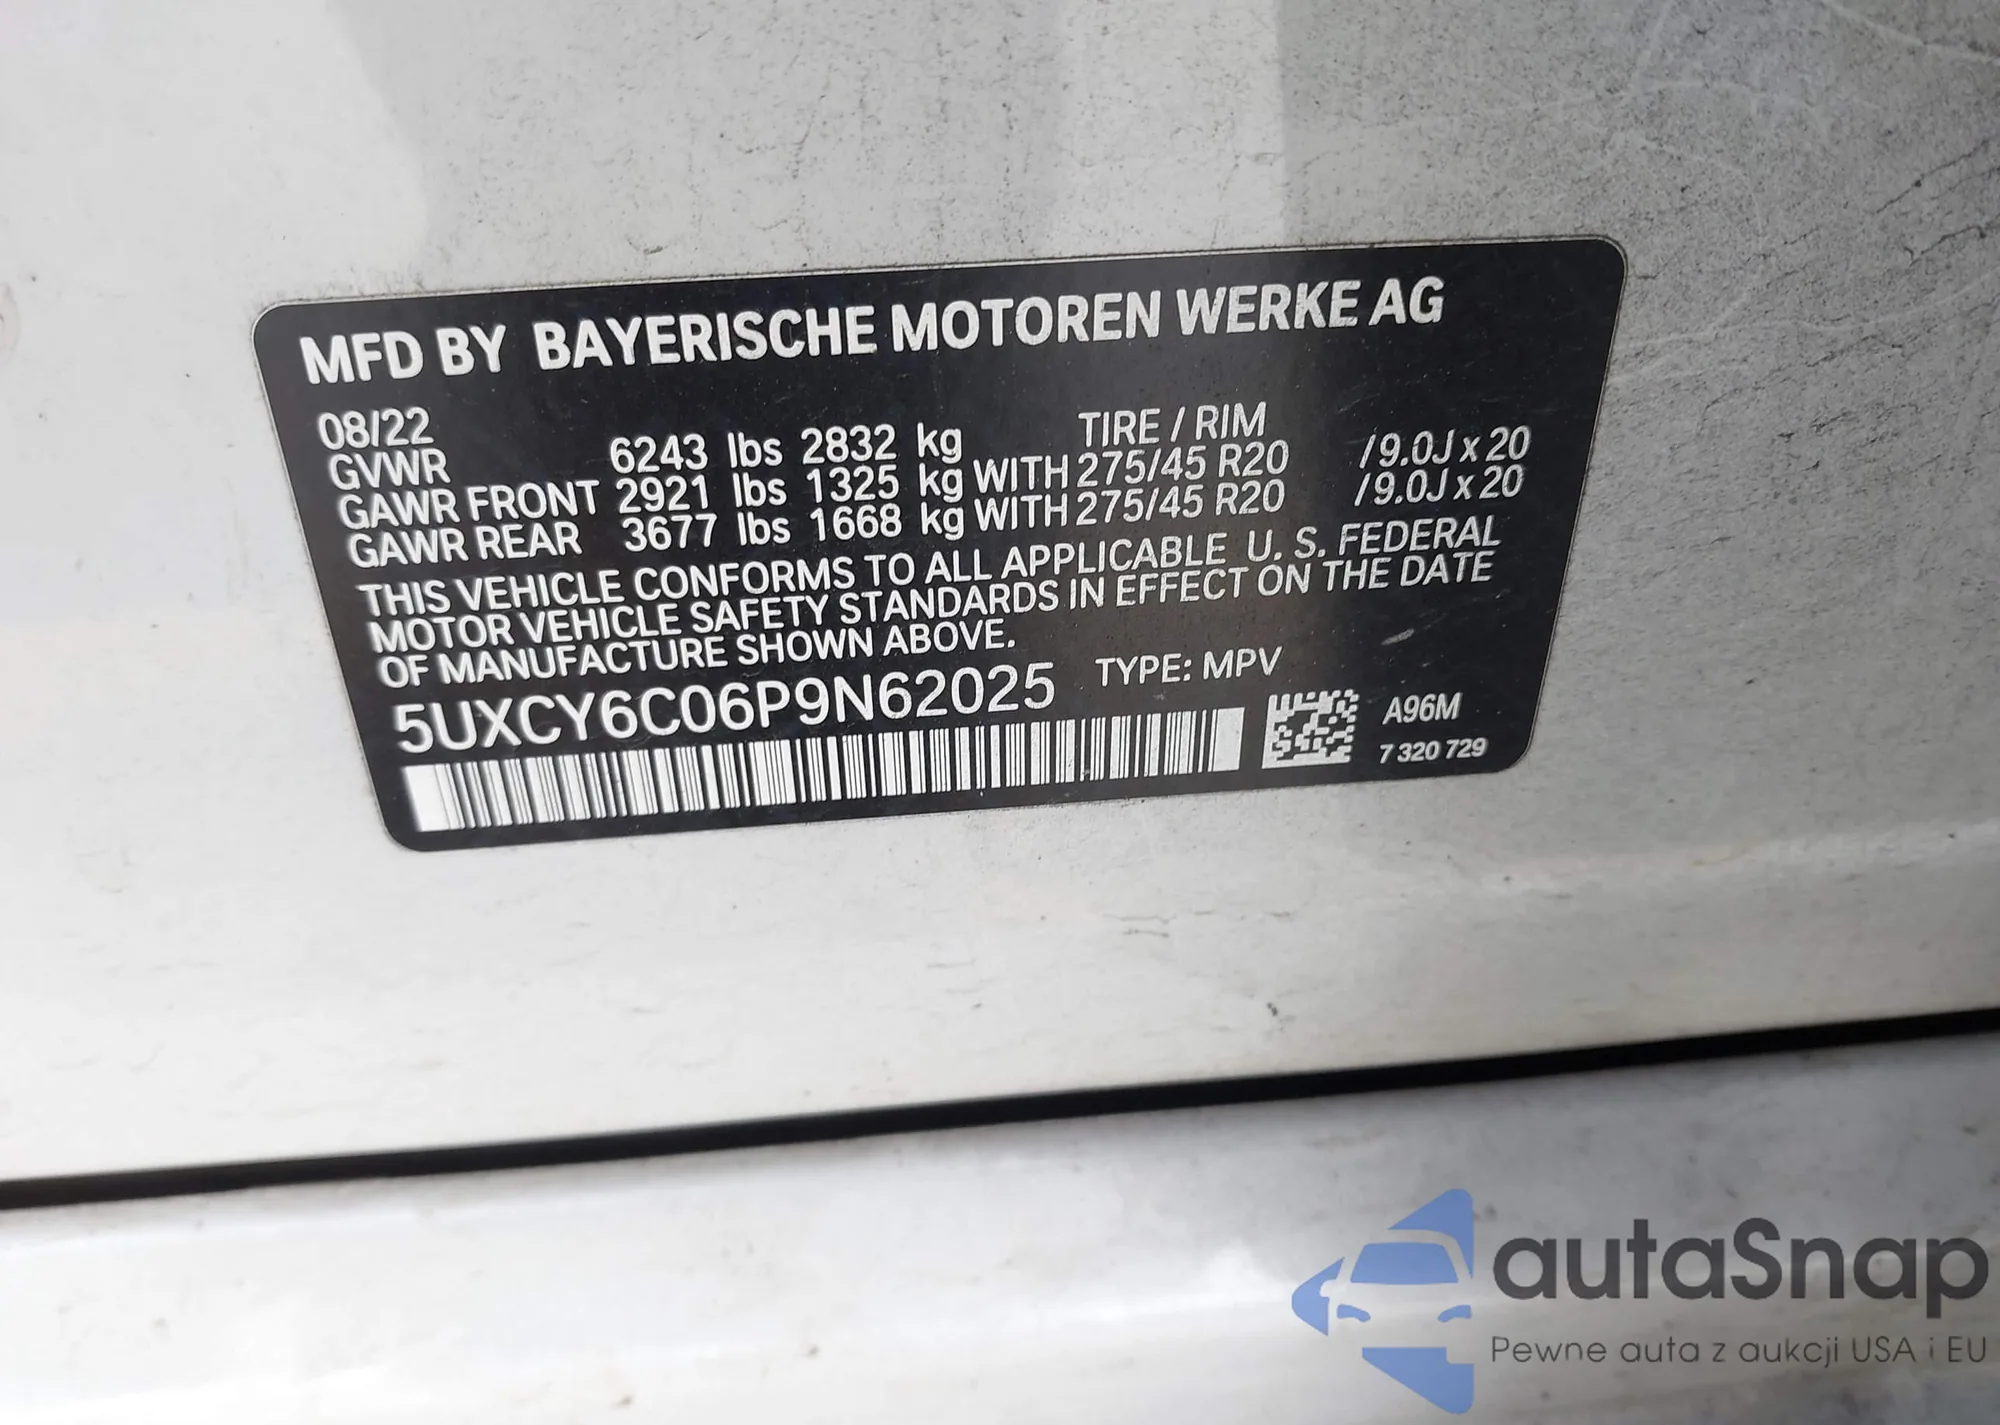 MFD BY BAYERISCHE MOTOREN WERKE AG
08/22 TIRE / RIM
GVWR 6243 lbs 2832 kg
GAWR FRONT 2921 lbs 1325 kg WITH 275/45 R20 /9.0J x 20
GAWR REAR 3677 lbs 1668 kg WITH 275/45 R20 /9.0J x 20
THIS VEHICLE CONFORMS TO ALL APPLICABLE U. S. FEDERAL
MOTOR VEHICLE SAFETY STANDARDS IN EFFECT ON THE DATE
OF MANUFACTURE SHOWN ABOVE.
5UXCY6C06P9N62025 TYPE: MPV
A96M
7 320 729
autaSnap
Pewne auta z aukcji USA i EU